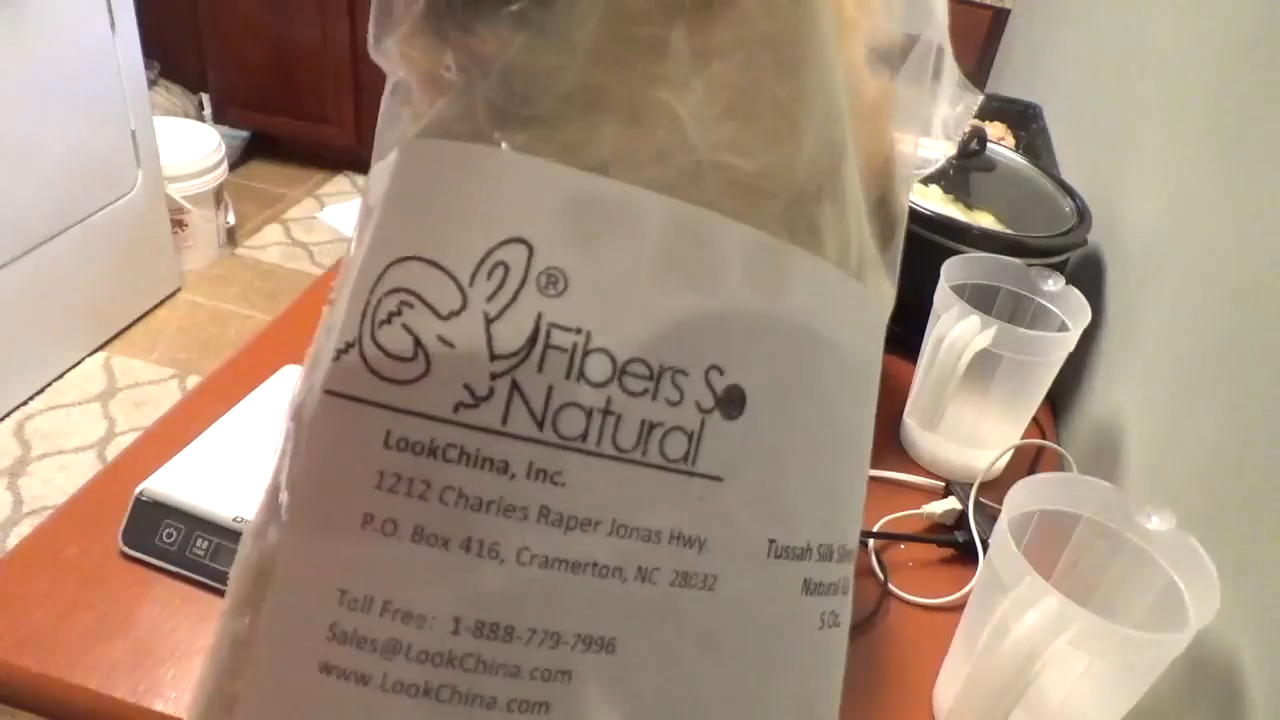 ®
Fibers So
Natural
LookChina, Inc.
1212 Charles Raper Jonas Hwy.
P.O. Box 416, Cramerton, NC 28032
Toll Free: 1-888-779-7996
Sales@LookChina.com
www.LookChina.com
Tussah Silk
Natural
5 Oz.